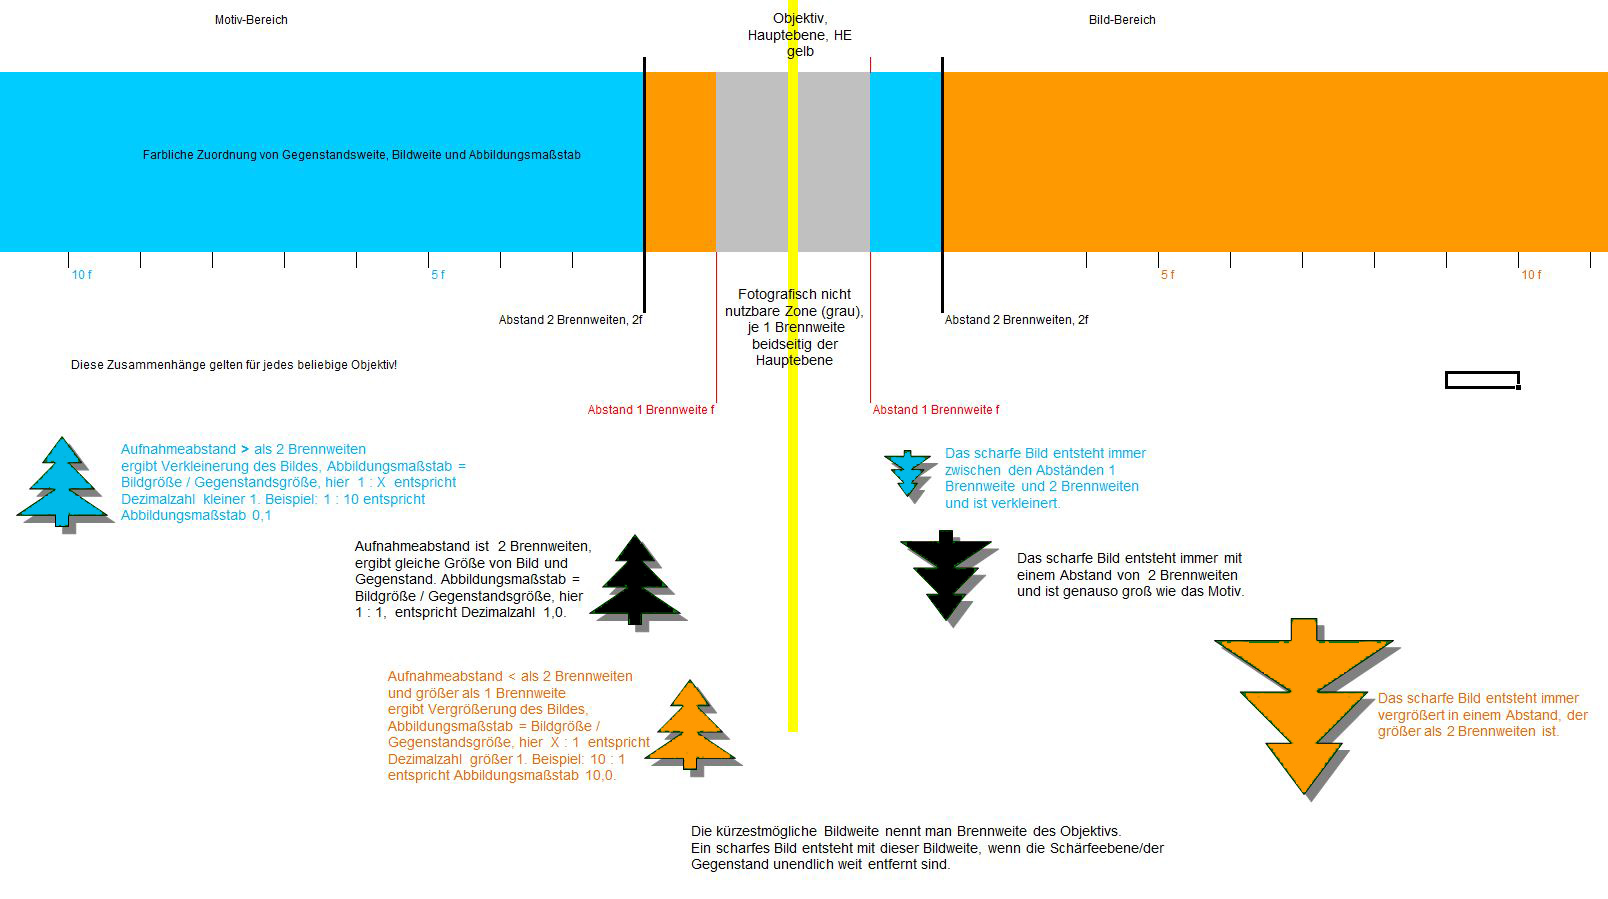 Motiv-Bereich
Objektiv,
Hauptebene, HE
gelb
Bild-Bereich
Farbliche Zuordnung von Gegenstandsweite, Bildweite und Abbildungsmaßstab
10 f
5 f
5 f
10 f
Abstand 2 Brennweiten, 2f
Fotografisch nicht
nutzbare Zone (grau),
je 1 Brennweite
beidseitig der
Hauptebene
Abstand 2 Brennweiten, 2f
Diese Zusammenhänge gelten für jedes beliebige Objektiv!
Abstand 1 Brennweite f
Abstand 1 Brennweite f
Aufnahmeabstand > als 2 Brennweiten
ergibt Verkleinerung des Bildes, Abbildungsmaßstab =
Bildgröße / Gegenstandsgröße, hier 1 : X entspricht
Dezimalzahl kleiner 1. Beispiel: 1 : 10 entspricht
Abbildungsmaßstab 0,1
Das scharfe Bild entsteht immer
zwischen den Abständen 1
Brennweite und 2 Brennweiten
und ist verkleinert.
Aufnahmeabstand ist 2 Brennweiten,
ergibt gleiche Größe von Bild und
Gegenstand. Abbildungsmaßstab =
Bildgröße / Gegenstandsgröße, hier
1 : 1, entspricht Dezimalzahl 1,0.
Das scharfe Bild entsteht immer mit
einem Abstand von 2 Brennweiten
und ist genauso groß wie das Motiv.
Aufnahmeabstand < als 2 Brennweiten
und größer als 1 Brennweite
ergibt Vergrößerung des Bildes,
Abbildungsmaßstab = Bildgröße /
Gegenstandsgröße, hier X : 1 entspricht
Dezimalzahl größer 1. Beispiel: 10 : 1
entspricht Abbildungsmaßstab 10,0.
Das scharfe Bild entsteht immer
vergrößert in einem Abstand, der
größer als 2 Brennweiten ist.
Die kürzestmögliche Bildweite nennt man Brennweite des Objektivs.
Ein scharfes Bild entsteht mit dieser Bildweite, wenn die Schärfeebene/der
Gegenstand unendlich weit entfernt sind.